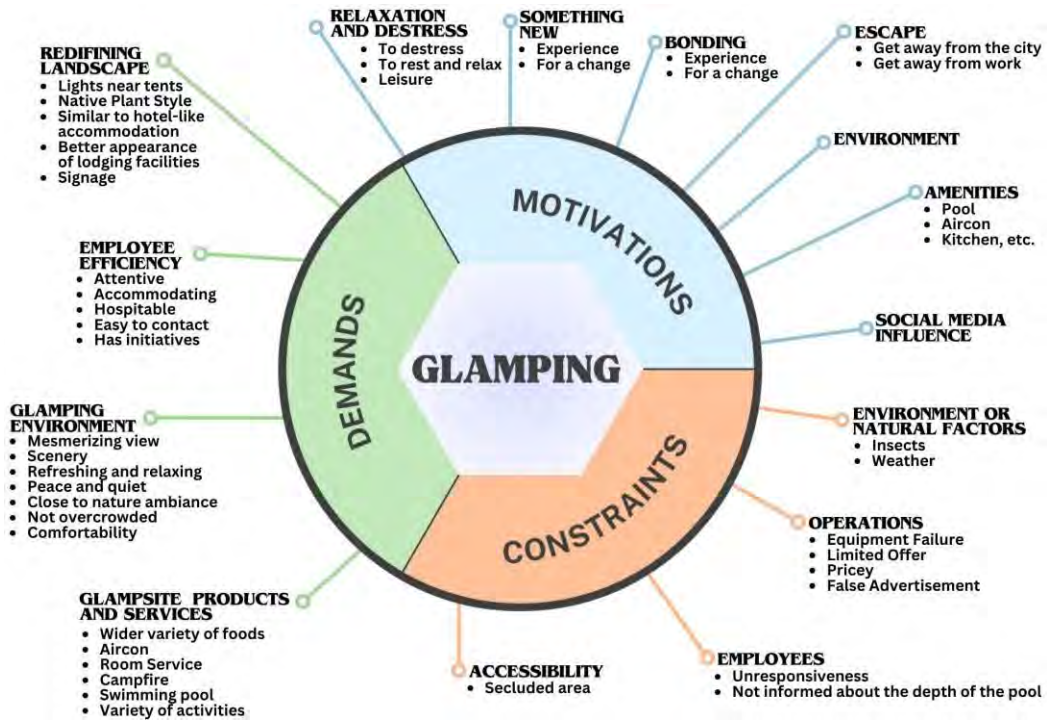 RELAXATION
AND DESTRESS
• To destress
• To rest and relax
• Leisure
SOMETHING
NEW
• Experience
• For a change
BONDING
• Experience
• For a change
ESCAPE
• Get away from the city
• Get away from work
ENVIRONMENT
AMENITIES
• Pool
• Aircon
• Kitchen, etc.
SOCIAL MEDIA
INFLUENCE
REDIFINING
LANDSCAPE
• Lights near tents
• Native Plant Style
• Similar to hotel-like
accommodation
• Better appearance
of lodging facilities
• Signage
EMPLOYEE
EFFICIENCY
• Attentive
• Accommodating
• Hospitable
• Easy to contact
• Has initiatives
GLAMPING
ENVIRONMENT
• Mesmerizing view
• Scenery
• Refreshing and relaxing
• Peace and quiet
• Close to nature ambiance
• Not overcrowded
• Comfortability
GLAMPSITE PRODUCTS
AND SERVICES
• Wider variety of foods
• Aircon
• Room Service
• Campfire
• Swimming pool
• Variety of activities
MOTIVATIONS
DEMANDS
GLAMPING
CONSTRAINTS
ENVIRONMENT OR
NATURAL FACTORS
• Insects
• Weather
OPERATIONS
• Equipment Failure
• Limited Offer
• Pricey
• False Advertisement
EMPLOYEES
• Unresponsiveness
• Not informed about the depth of the pool
ACCESSIBILITY
• Secluded area